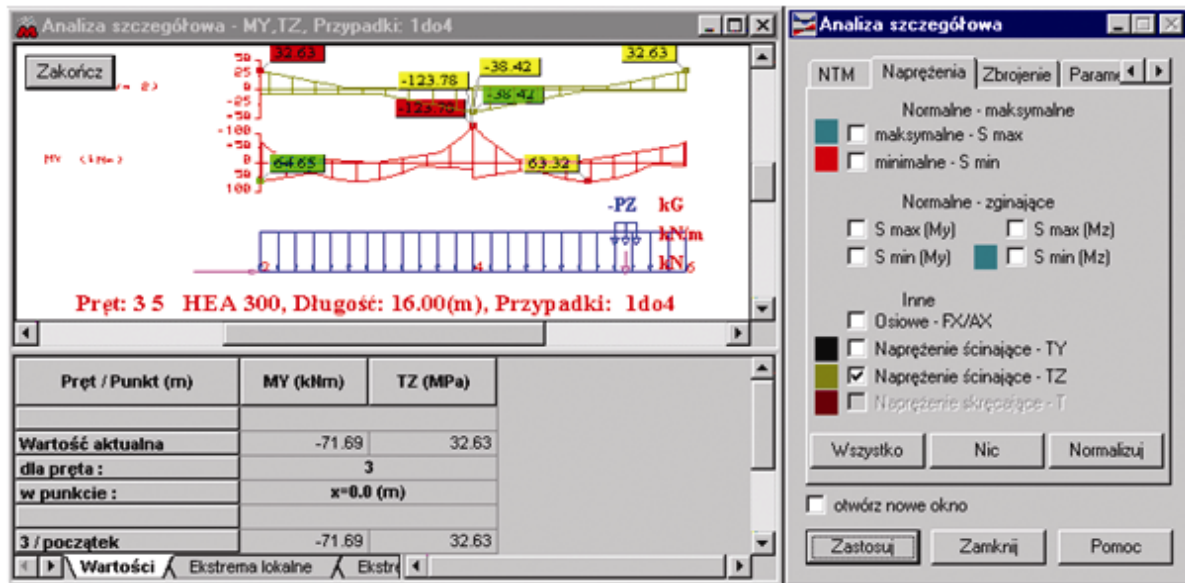 Analiza szczegółowa - MY,TZ, Przypadki: 1do4
Zakończ
50
25
0
-25
-50
32.63
-38.42
32.63
-123.78
-38.42
-100
-50
0
50
100
MY (kNm)
64.65
63.32
-PZ kG
kN/m
kN
2
4
6
Pręt: 3 5 HEA 300, Długość: 16.00(m), Przypadki: 1do4
Pręt / Punkt (m) MY (kNm) TZ (MPa)
Wartość aktualna -71.69 32.63
dla pręta : 3
w punkcie : x=0.0 (m)
3 / początek -71.69 32.63
Wartości Ekstrema lokalne
Analiza szczegółowa
NTM Naprężenia Zbrojenie Parame
Normalne - maksymalne
maksymalne - S max
minimalne - S min
Normalne - zginające
S max (My) S max (Mz)
S min (My) S min (Mz)
Inne
Osiowe - FX/AX
Naprężenie ścinające - TY
Naprężenie ścinające - TZ
Naprężenie skręcające - T
Wszystko Nic Normalizuj
otwórz nowe okno
Zastosuj Zamknij Pomoc